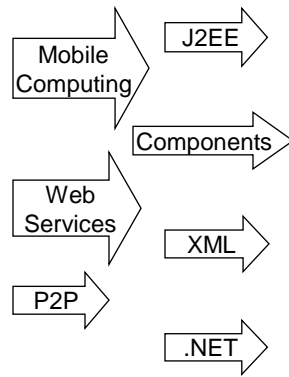 Mobile
Computing
J2EE
Components
Web
Services
XML
P2P
.NET